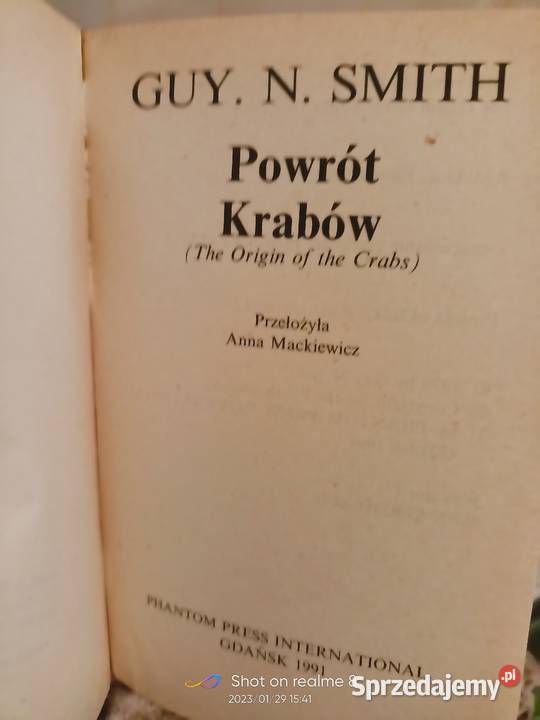 GUY. N. SMITH
Powrót
Krabów
(The Origin of the Crabs)
Przełożyła
Anna Mackiewicz
PHANTOM PRESS INTERNATIONAL
GDAŃSK 1991
Shot on realme 8
2023/01/29 15:41
Sprzedajemy.pl